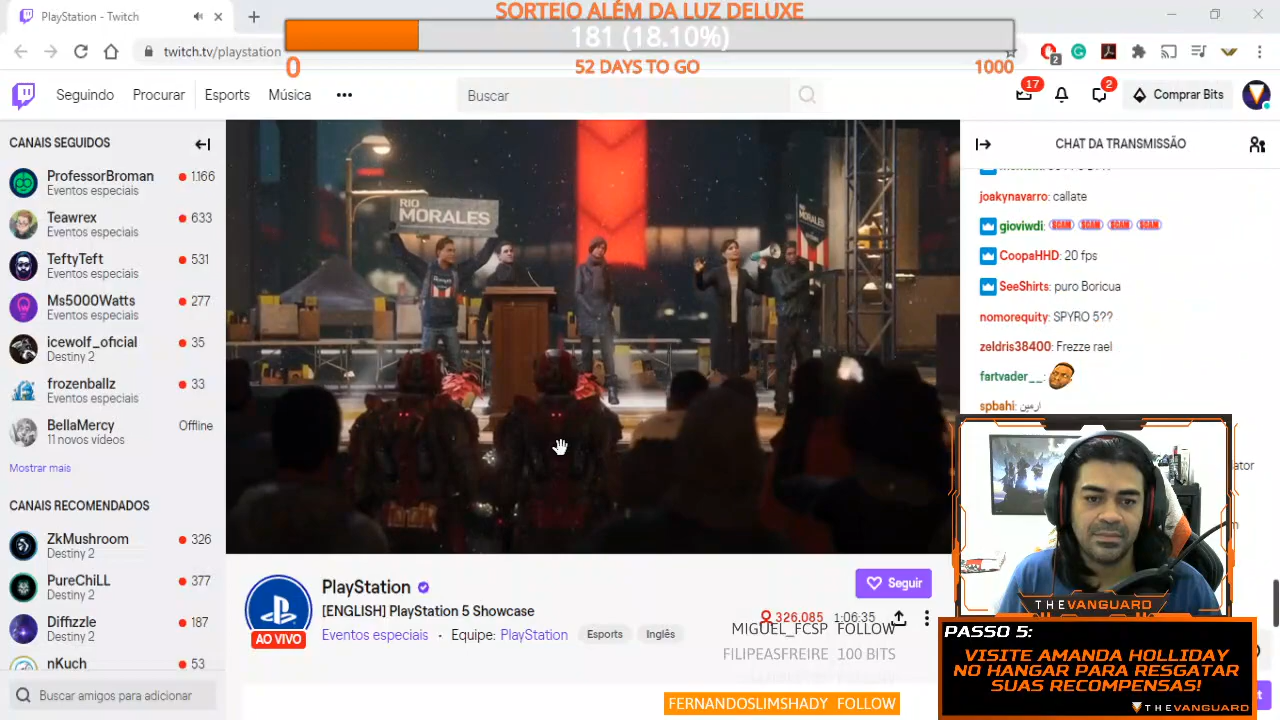 PlayStation - Twitch
SORTEIO ALÉM DA LUZ DELUXE
181 (18.10%)
0
52 DAYS TO GO
1000
twitch.tv/playstation
2
Seguindo
Procurar
Esports
Música
Buscar
17
2
Comprar Bits
CANAIS SEGUIDOS
ProfessorBroman
1.166
Eventos especiais
Teawrex
633
Eventos especiais
TeftyTeft
531
Eventos especiais
Ms5000Watts
277
Eventos especiais
icewolf_oficial
35
Destiny 2
frozenballz
33
Eventos especiais
BellaMercy
Offline
11 novos vídeos
Mostrar mais
CANAIS RECOMENDADOS
ZkMushroom
326
Destiny 2
PureChiLL
377
Destiny 2
Diffizzle
187
Destiny 2
nKuch
53
Buscar amigos para adicionar
RIO
MORALES
MORALES
PlayStation
[ENGLISH] PlayStation 5 Showcase
Eventos especiais · Equipe: PlayStation
Esports
Inglês
AO VIVO
Seguir
326.085
1:06:35
MIGUEL_FCSP FOLLOW
FILIPEASFREIRE 100 BITS
FERNANDOSLIMSHADY FOLLOW
CHAT DA TRANSMISSÃO
joakynavarro: callate
gioviwdi: SCAM SCAM SCAM SCAM
CoopaHHD: 20 fps
SeeShirts: puro Boricua
nomorequity: SPYRO 5??
zeldris38400: Frezze rael
fartvader__:
spbahi: ارمین
THEVANGUARD
PASSO 5:
VISITE AMANDA HOLLIDAY
NO HANGAR PARA RESGATAR
SUAS RECOMPENSAS!
THEVANGUARD